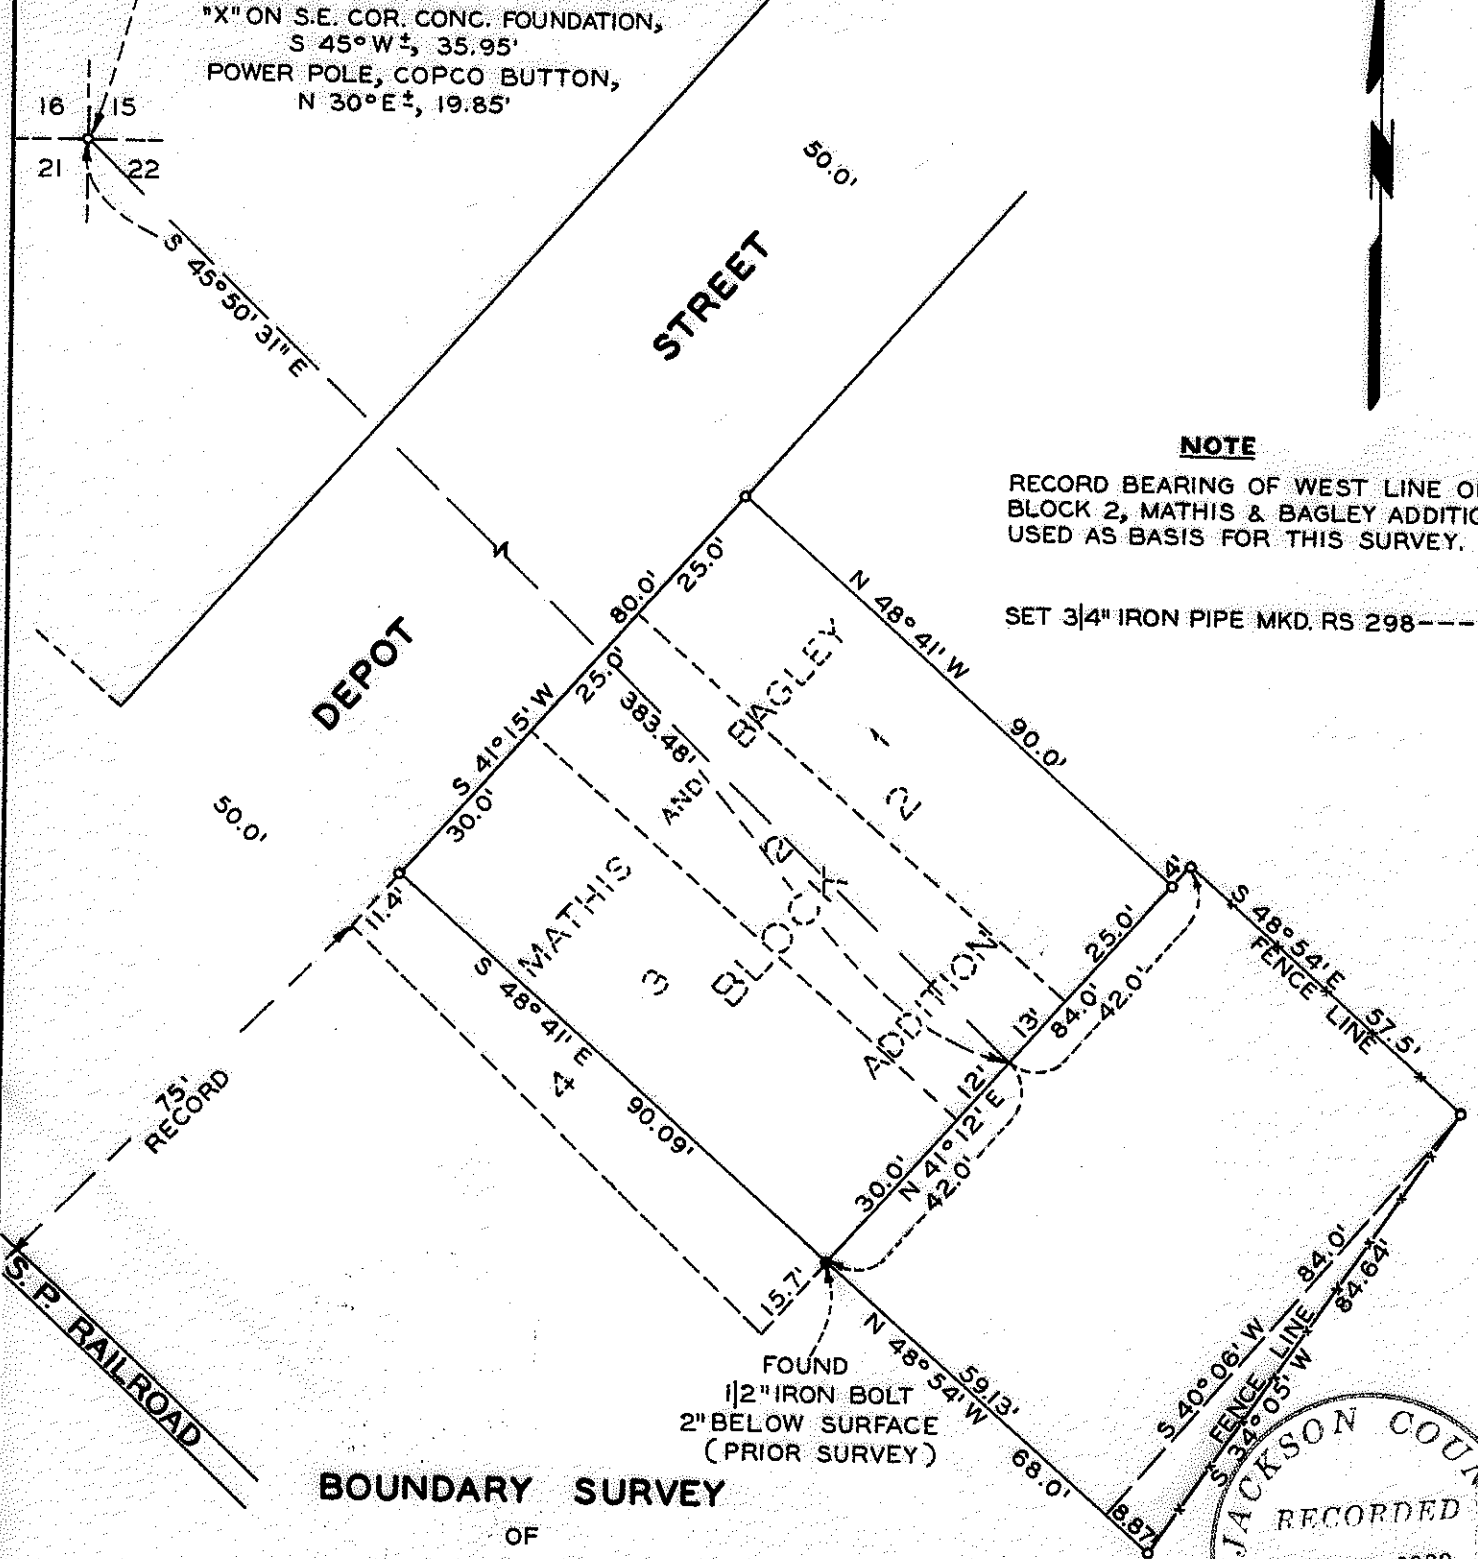 "X" ON S.E. COR. CONC. FOUNDATION,
S 45° W ±, 35.95'
POWER POLE, COPCO BUTTON,
N 30° E ±, 19.85'
16
15
21
22
S 45° 50' 31" E
50.0'
STREET
DEPOT
50.0'
N
NOTE
RECORD BEARING OF WEST LINE
BLOCK 2, MATHIS & BAGLEY
USED AS BASIS FOR THIS SURVEY.
SET 3/4" IRON PIPE MKD. RS 298
80.0'
25.0'
25.0'
S 41° 15' W
30.0'
383.48'
N 48° 41' W
90.0'
BAGLEY
AND
MATHIS
ADDITION
BLOCK
2
1
2
3
4
11.4'
S 48° 41' E
90.09'
75'
RECORD
S.P. RAILROAD
4'
25.0'
13'
84.0'
42.0'
12'
N 41° 12' E
30.0'
42.0'
S 48° 54' E
FENCE LINE
57.5'
15.7'
FOUND
1/2" IRON BOLT
2" BELOW SURFACE
(PRIOR SURVEY)
N 48° 54' W
59.13'
68.0'
8.87'
S 40° 06' W
84.0'
FENCE LINE
S 34° 05' W
84.64'
BOUNDARY SURVEY
OF
JACKSON
RECORDED